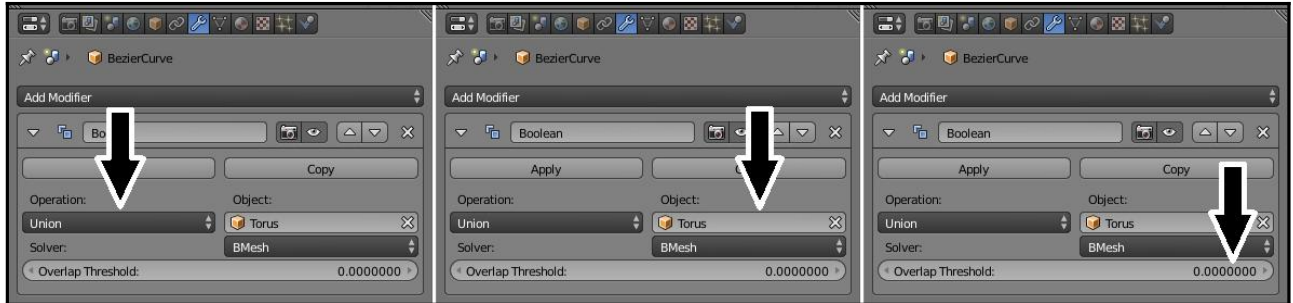 BezierCurve
Add Modifier
Copy
Operation: Object:
Union Torus
Solver: BMesh
Overlap Threshold: 0.0000000
BezierCurve
Add Modifier
Boolean
Apply
Operation: Object:
Union Torus
Solver: BMesh
Overlap Threshold: 0.0000000
BezierCurve
Add Modifier
Boolean
Apply Copy
Operation: Object:
Union Torus
Solver: BMesh
Overlap Threshold: 0.0000000